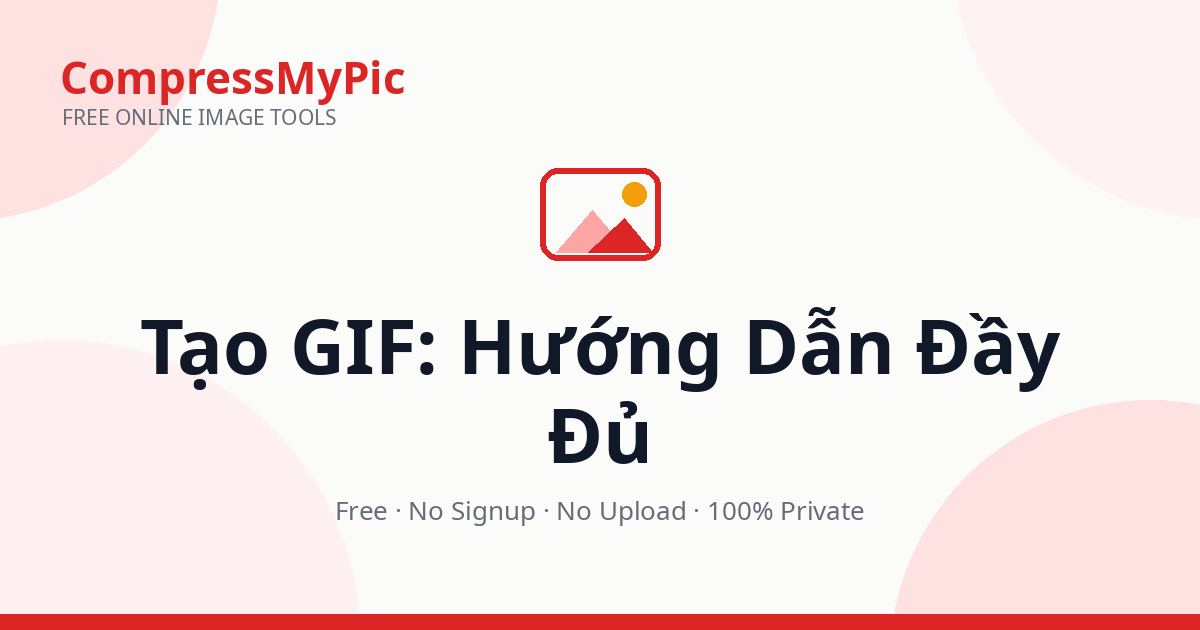 CompressMyPic
FREE ONLINE IMAGE TOOLS
Tạo GIF: Hướng Dẫn Đầy
Đủ
Free · No Signup · No Upload · 100% Private